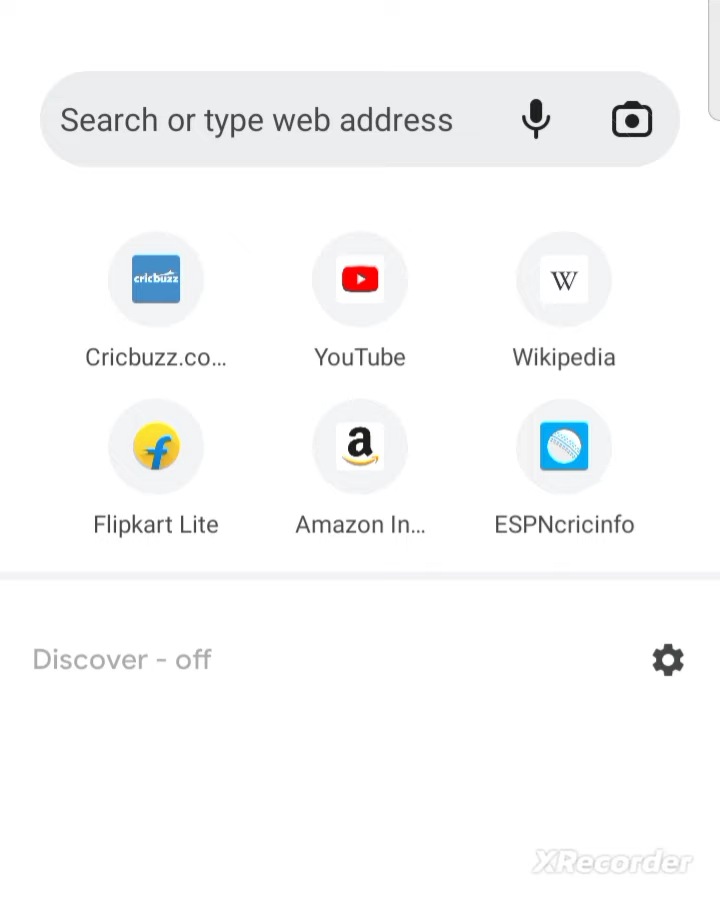 Search or type web address
cricbuzz
W
Cricbuzz.co...
YouTube
Wikipedia
f
a
Flipkart Lite
Amazon In...
ESPNcricinfo
Discover - off
XRecorder